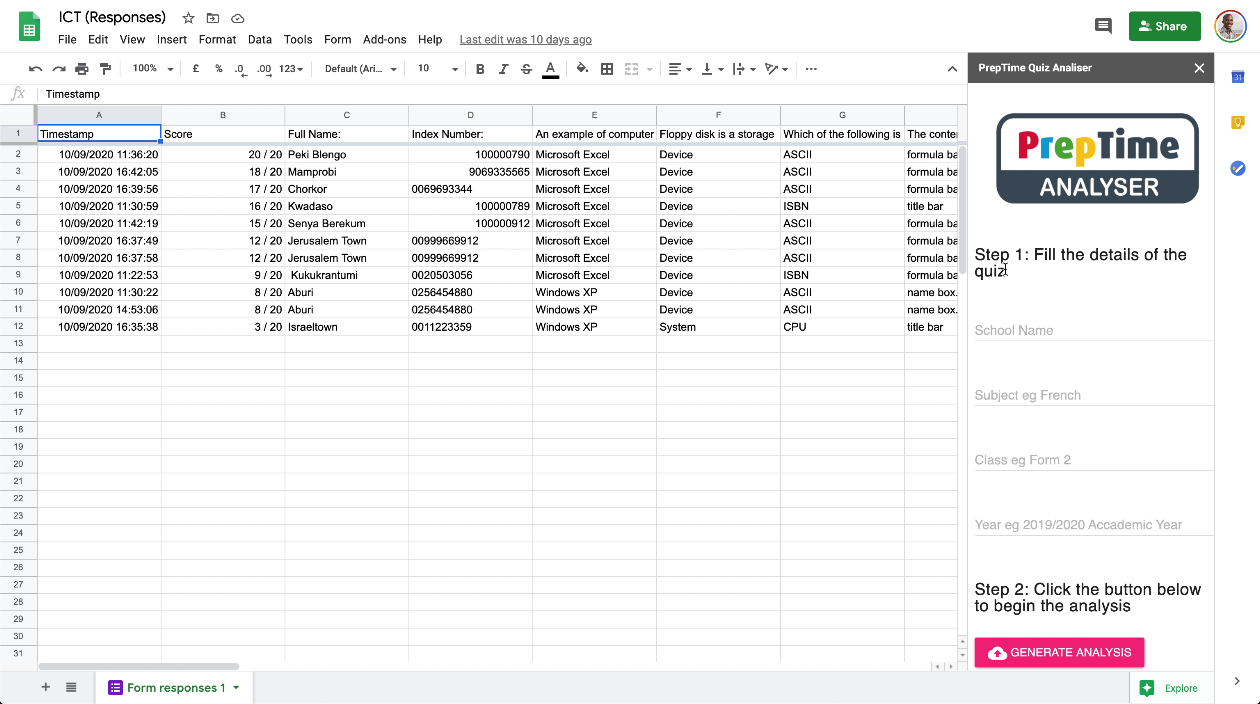 ICT (Responses)
File Edit View Insert Format Data Tools Form Add-ons Help Last edit was 10 days ago
Share
100% £ % .0 .00 123 Default (Ari... 10 B I S A
fx Timestamp
A B C D E F G
1 Timestamp Score Full Name: Index Number: An example of computer Floppy disk is a storage Which of the following is The conte
2 10/09/2020 11:36:20 20 / 20 Peki Blengo 100000790 Microsoft Excel Device ASCII formula ba
3 10/09/2020 16:42:05 18 / 20 Mamprobi 9069335565 Microsoft Excel Device ASCII formula ba
4 10/09/2020 16:39:56 17 / 20 Chorkor 0069693344 Microsoft Excel Device ASCII formula ba
5 10/09/2020 11:30:59 16 / 20 Kwadaso 100000789 Microsoft Excel Device ISBN title bar
6 10/09/2020 11:42:19 15 / 20 Senya Berekum 100000912 Microsoft Excel Device ASCII formula ba
7 10/09/2020 16:37:49 12 / 20 Jerusalem Town 00999669912 Microsoft Excel Device ASCII formula ba
8 10/09/2020 16:37:58 12 / 20 Jerusalem Town 00999669912 Microsoft Excel Device ASCII formula ba
9 10/09/2020 11:22:53 9 / 20 Kukukrantumi 0020503056 Microsoft Excel Device ISBN formula ba
10 10/09/2020 11:30:22 8 / 20 Aburi 0256454880 Windows XP Device ASCII name box.
11 10/09/2020 14:53:06 8 / 20 Aburi 0256454880 Windows XP Device ASCII name box.
12 10/09/2020 16:35:38 3 / 20 Israeltown 0011223359 Windows XP System CPU title bar
13
14
15
16
17
18
19
20
21
22
23
24
25
26
27
28
29
30
31
Form responses 1
Explore
PrepTime Quiz Analiser
PrepTime
ANALYSER
Step 1: Fill the details of the
quiz
School Name
Subject eg French
Class eg Form 2
Year eg 2019/2020 Accademic Year
Step 2: Click the button below
to begin the analysis
GENERATE ANALYSIS
31